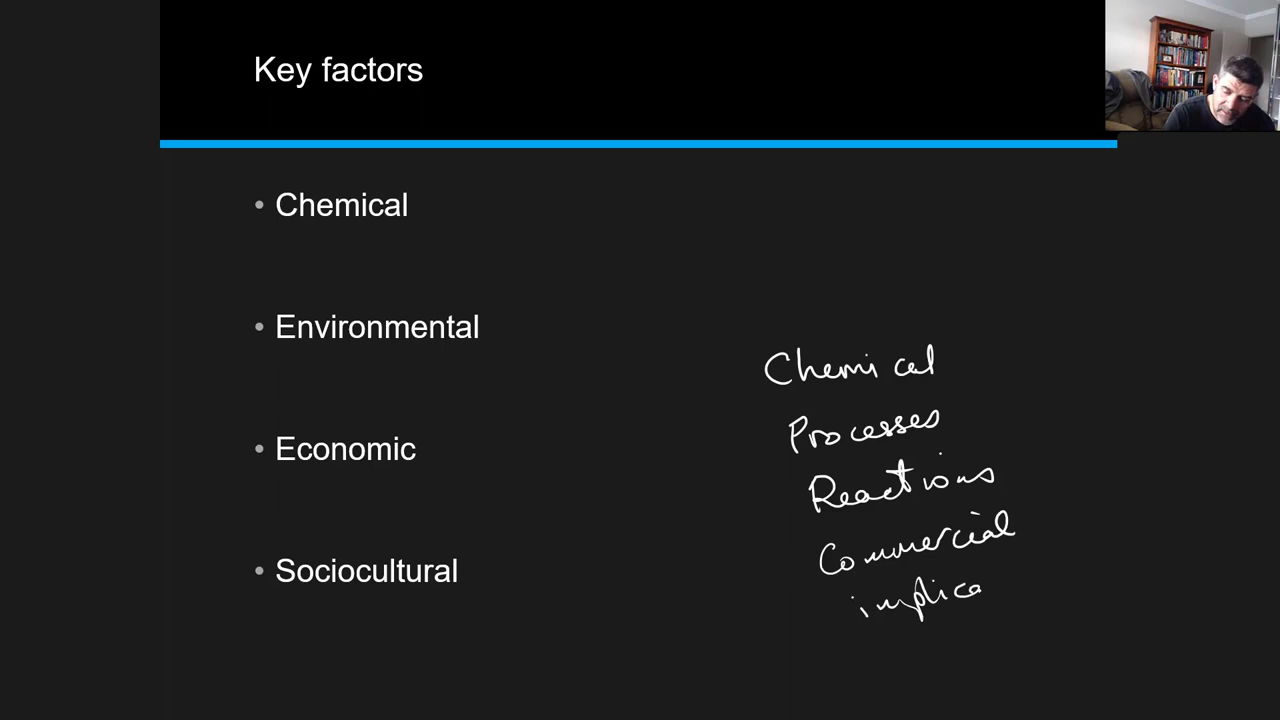 Key factors
• Chemical
• Environmental
• Economic
• Sociocultural
Chemical
Processes
Reactions
Commercial
implica